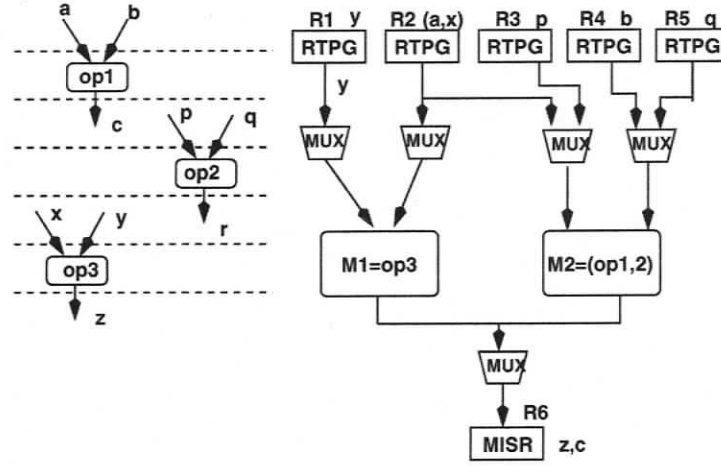 a b
op1
c
p q
op2
r
x y
op3
z
R1 y R2 (a,x) R3 p R4 b R5 q
RTPG RTPG RTPG RTPG RTPG
y
MUX MUX MUX MUX
M1=op3 M2=(op1,2)
MUX
R6
MISR z,c